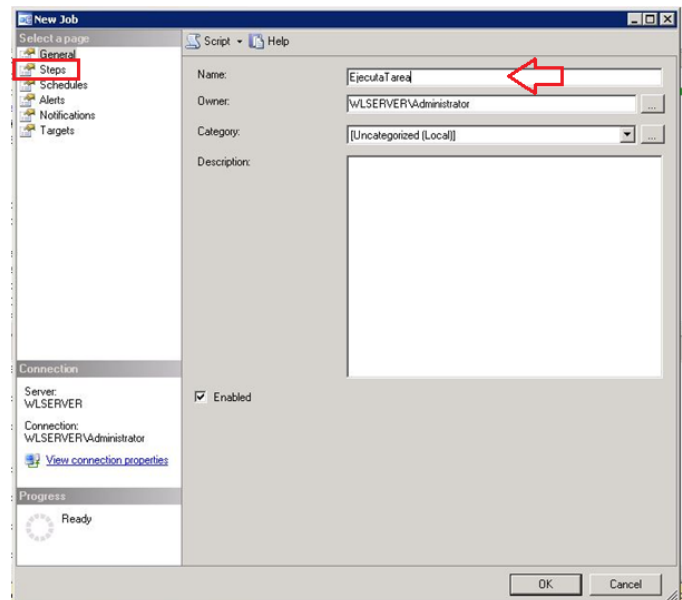 New Job
Select a page
General
Steps
Schedules
Alerts
Notifications
Targets
Script
Help
Name:
EjecutaTarea
Owner:
WLSERVER\Administrator
...
Category:
[Uncategorized (Local)]
...
Description:
Enabled
Connection
Server:
WLSERVER
Connection:
WLSERVER\Administrator
View connection properties
Progress
Ready
OK
Cancel